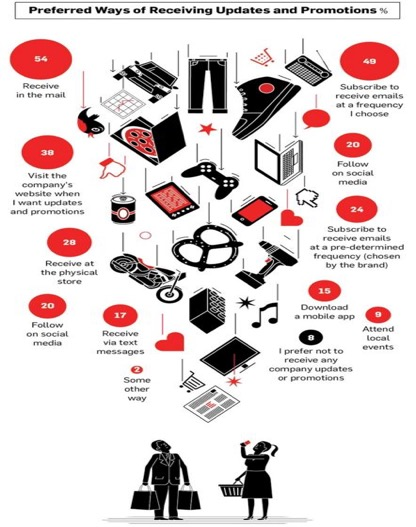 Preferred Ways of Receiving Updates and Promotions %
54
Receive
in the mail
49
Subscribe to
receive emails
at a frequency
I choose
38
Visit the
company's
website when
I want updates
and promotions
20
Follow
on social
media
24
Subscribe to
receive emails
at a pre-determined
frequency (chosen
by the brand)
28
Receive at
the physical
store
20
Follow
on social
media
17
Receive
via text
messages
15
Download
a mobile app
9
Attend
local
events
8
I prefer not to
receive any
company updates
or promotions
2
Some
other
way